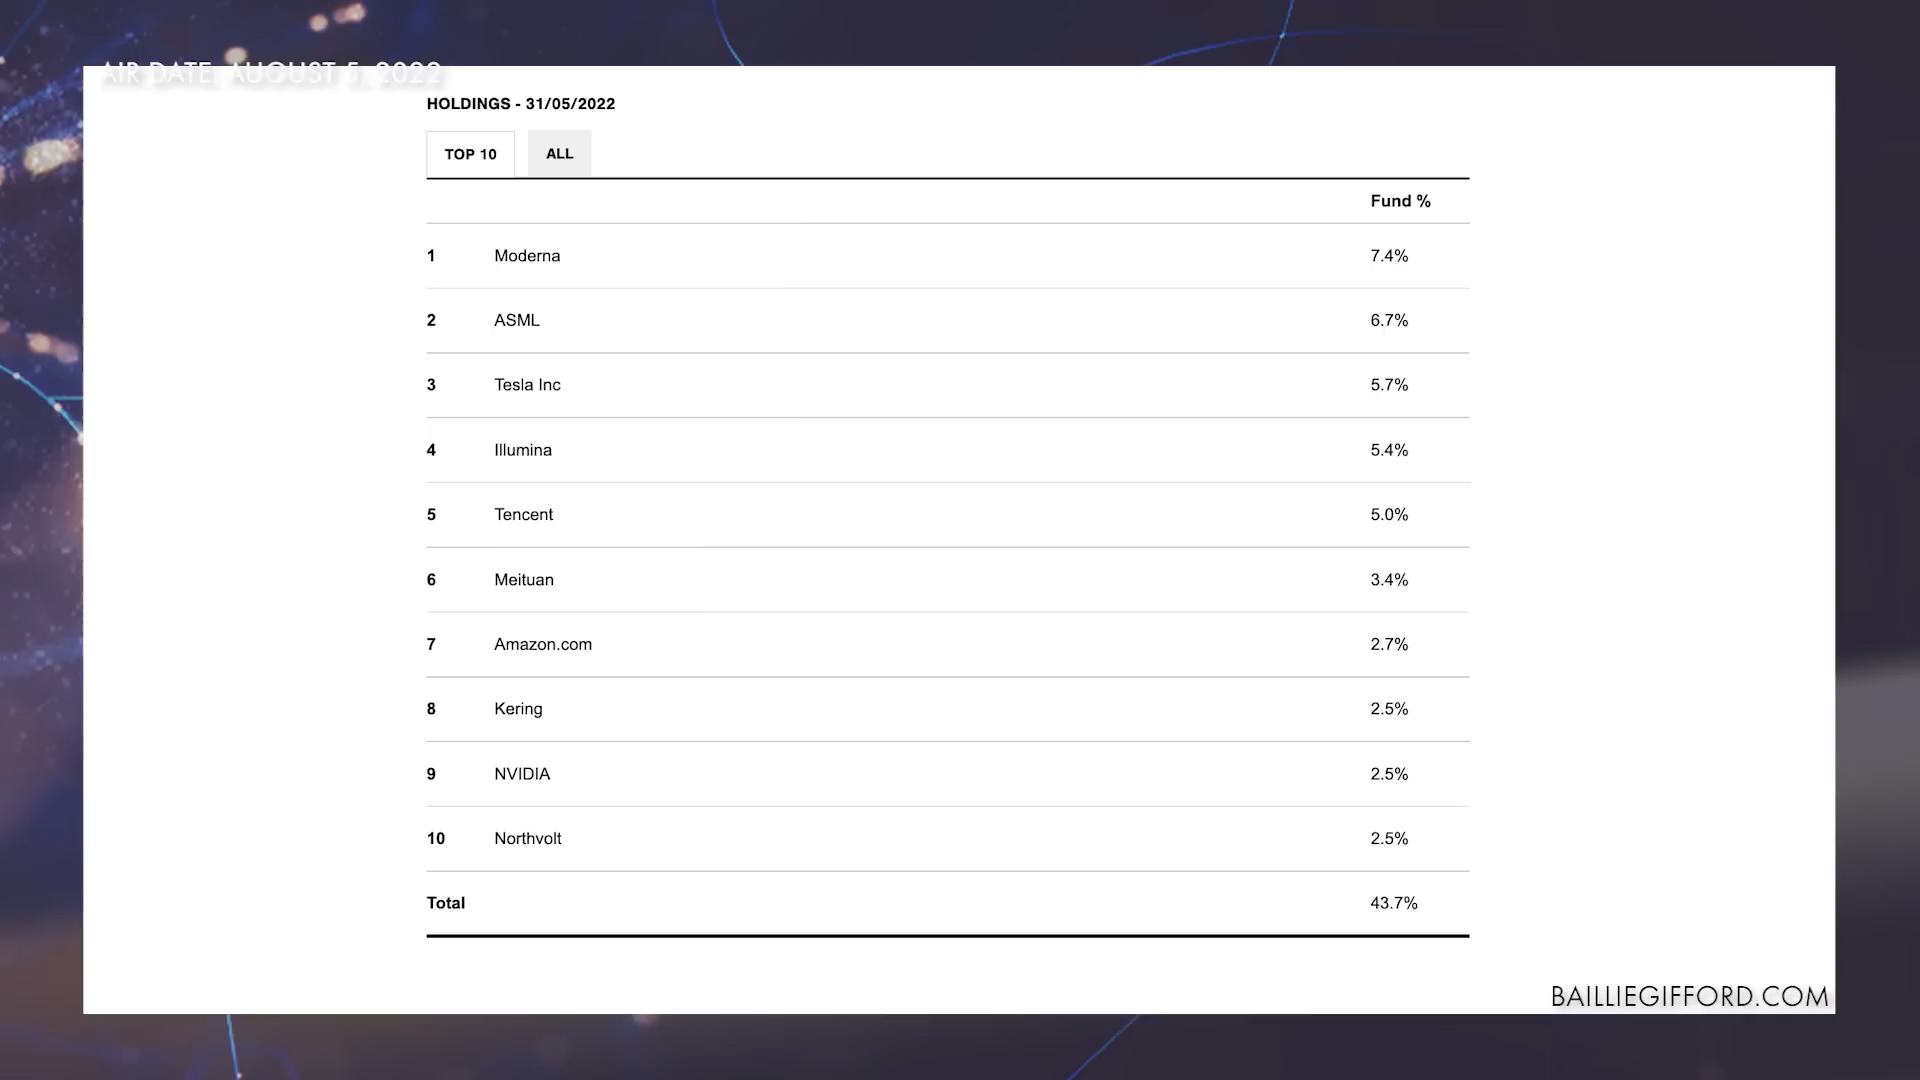 AIR DATE: AUGUST 5, 2022
HOLDINGS - 31/05/2022
TOP 10 ALL
Fund %
1 Moderna 7.4%
2 ASML 6.7%
3 Tesla Inc 5.7%
4 Illumina 5.4%
5 Tencent 5.0%
6 Meituan 3.4%
7 Amazon.com 2.7%
8 Kering 2.5%
9 NVIDIA 2.5%
10 Northvolt 2.5%
Total 43.7%
BAILLIEGIFFORD.COM